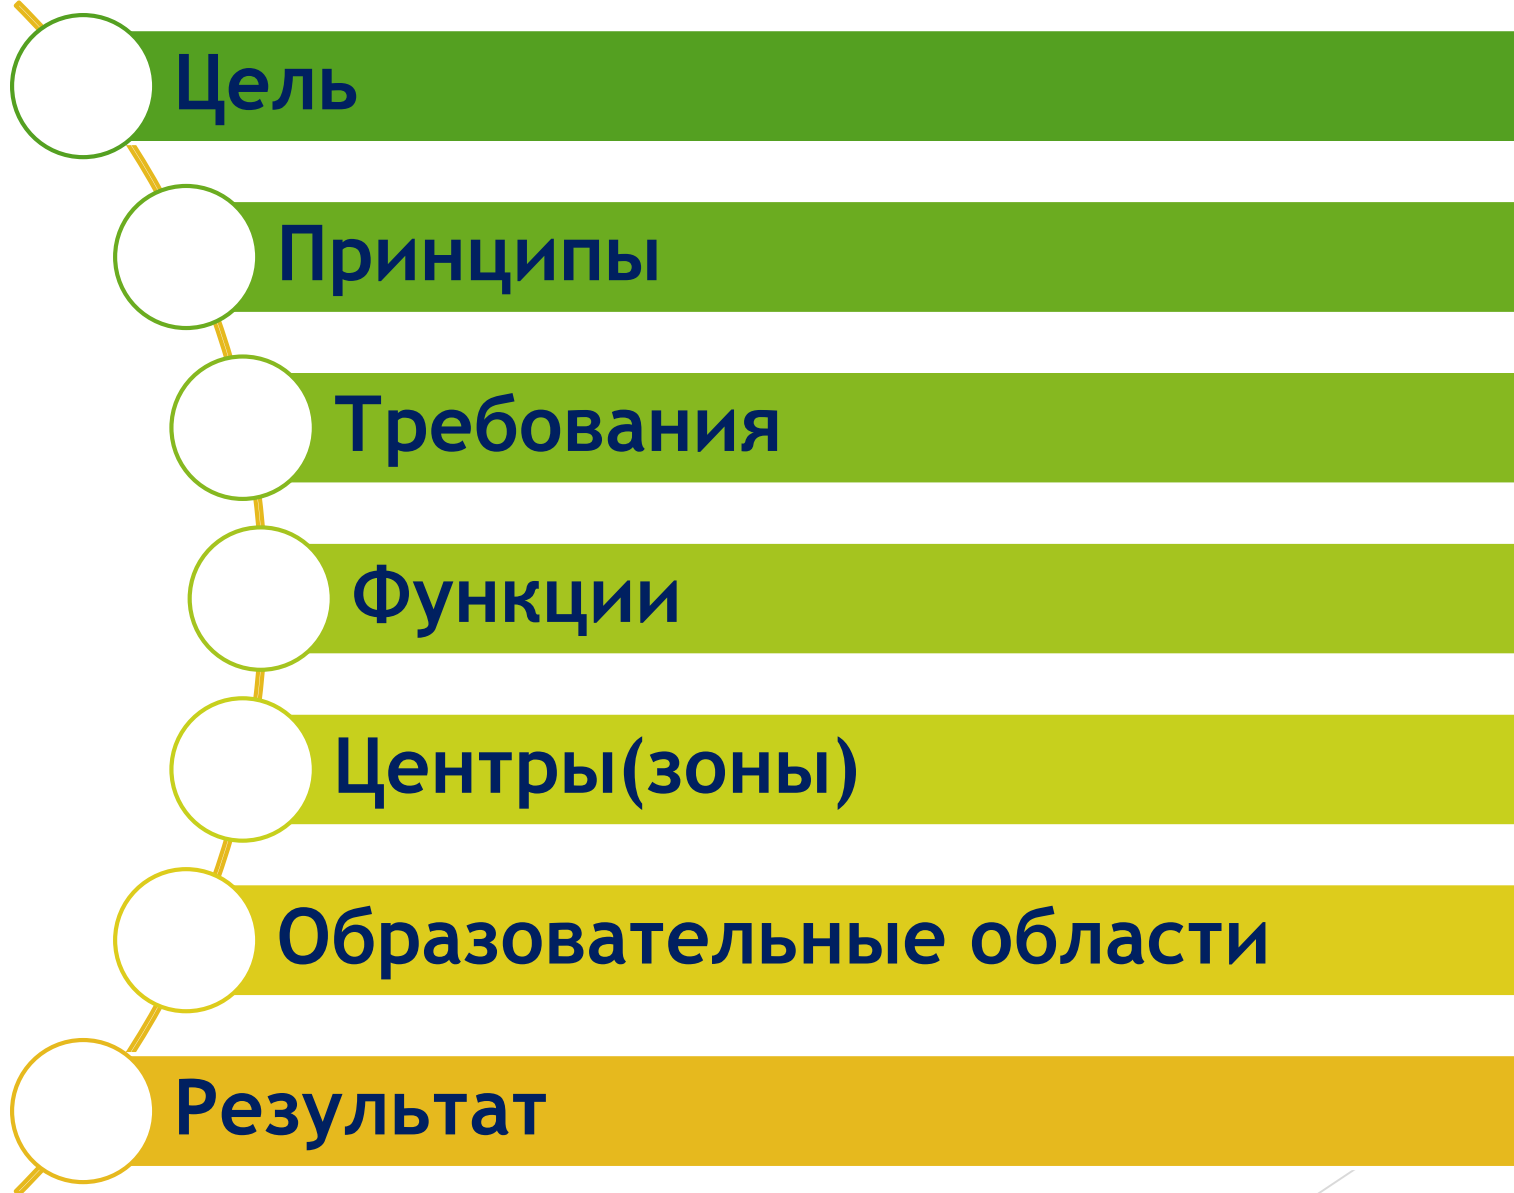 Цель
Принципы
Требования
Функции
Центры(зоны)
Образовательные области
Результат